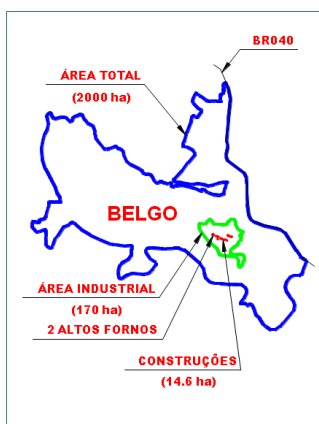 BR040
ÁREA TOTAL
(2000 ha)
BELGO
ÁREA INDUSTRIAL
(170 ha)
2 ALTOS FORNOS
CONSTRUÇÕES
(14.6 ha)